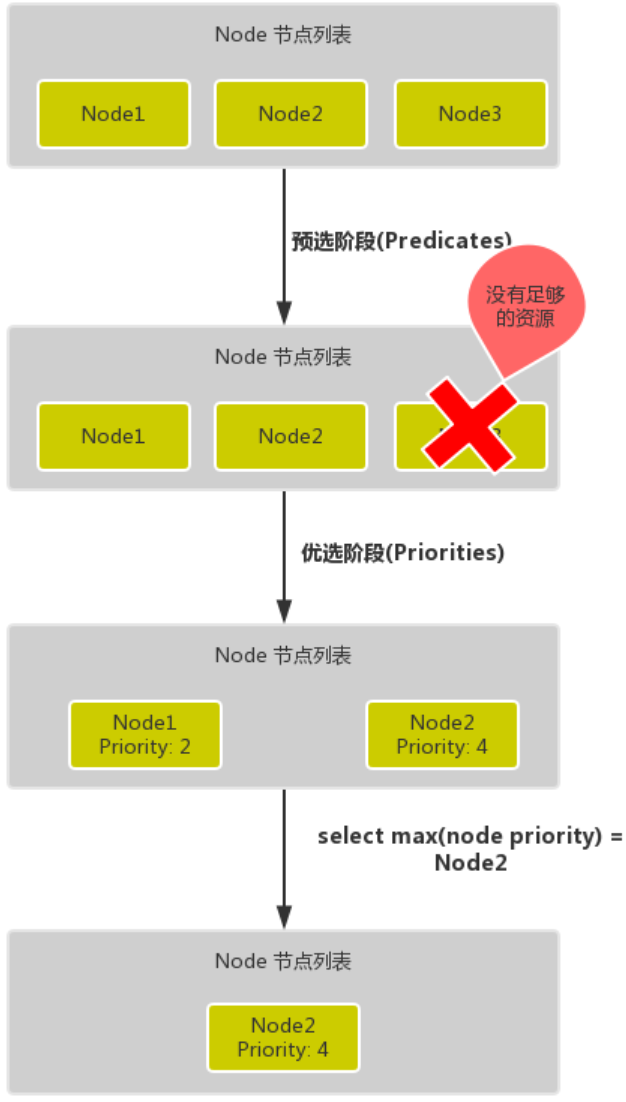 Node 节点列表
Node1
Node2
Node3
预选阶段(Predicates)
没有足够
的资源
Node 节点列表
Node1
Node2
优选阶段(Priorities)
Node 节点列表
Node1
Priority: 2
Node2
Priority: 4
select max(node priority) =
Node2
Node 节点列表
Node2
Priority: 4